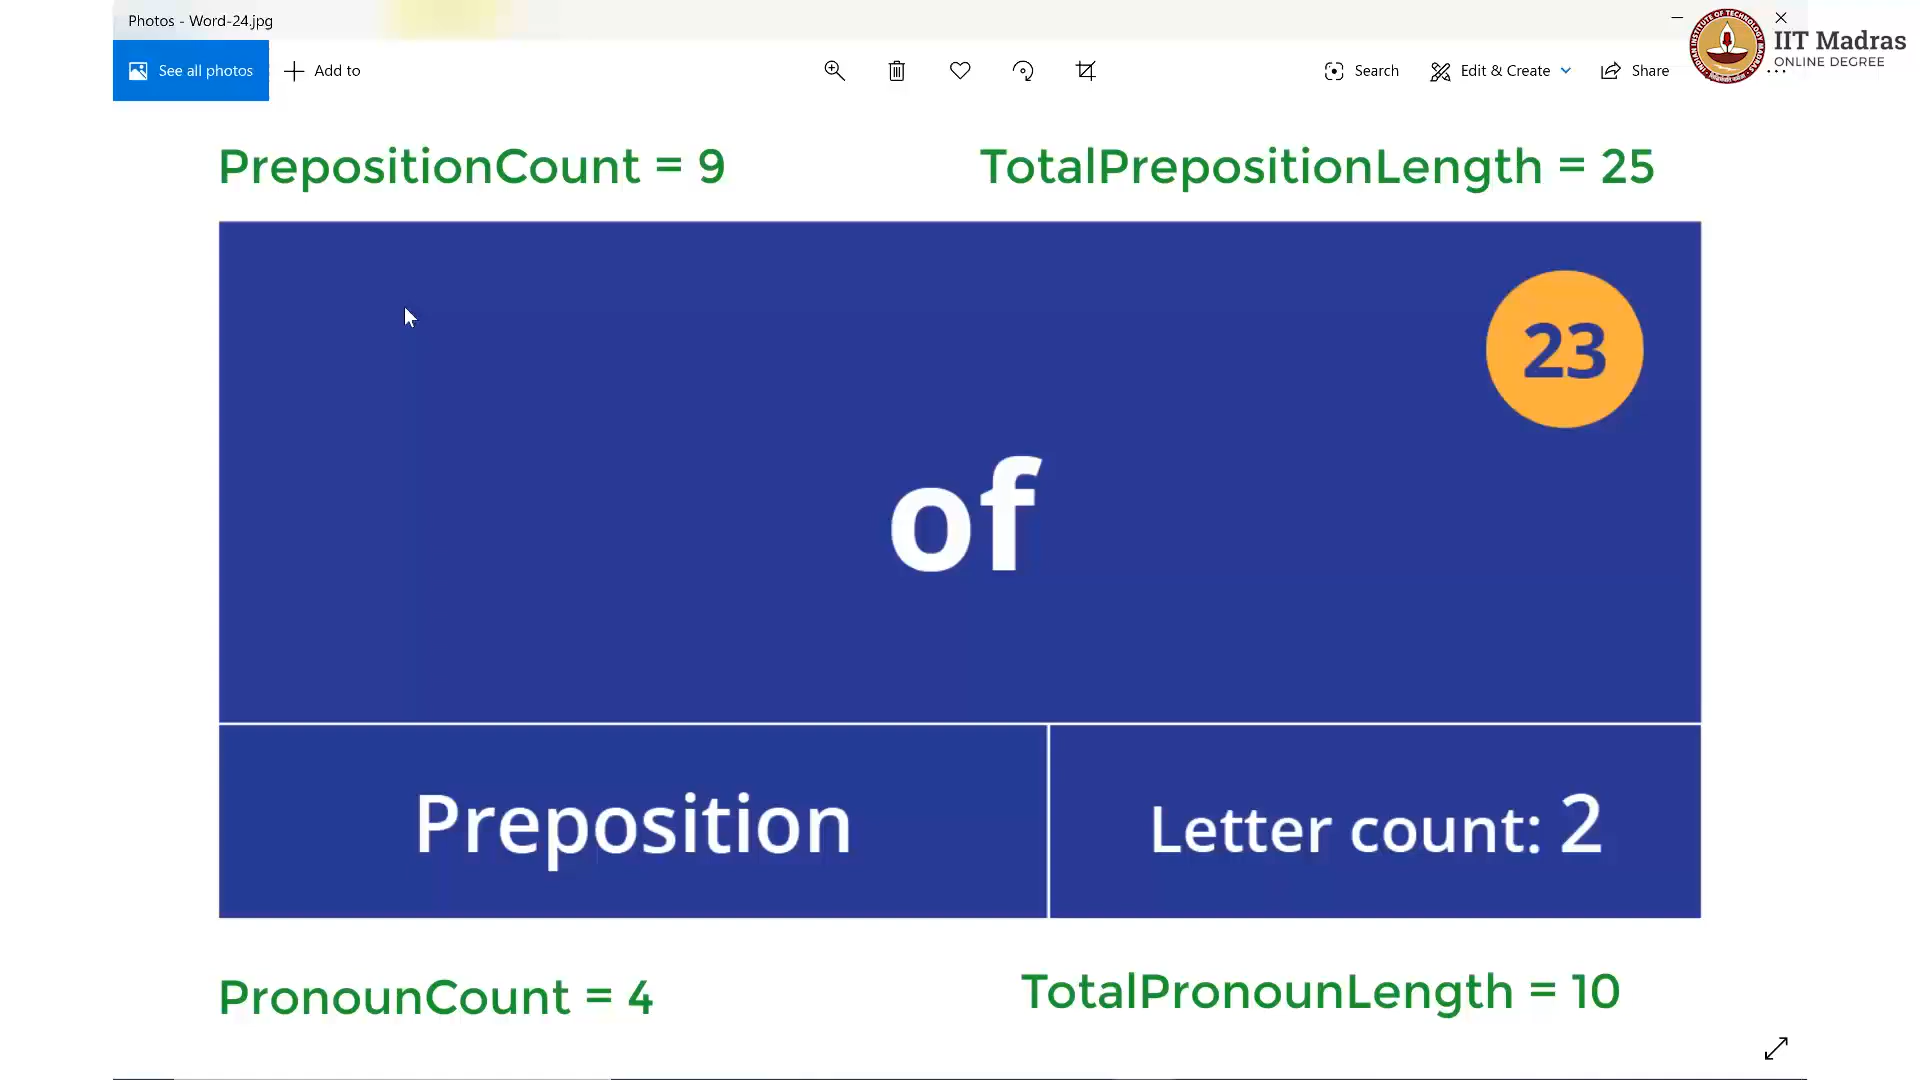 Photos - Word-24.jpg
See all photos
Add to
Search
Edit & Create
Share
IIT Madras
ONLINE DEGREE
PrepositionCount = 9
TotalPrepositionLength = 25
23
of
Preposition
Letter count: 2
PronounCount = 4
TotalPronounLength = 10